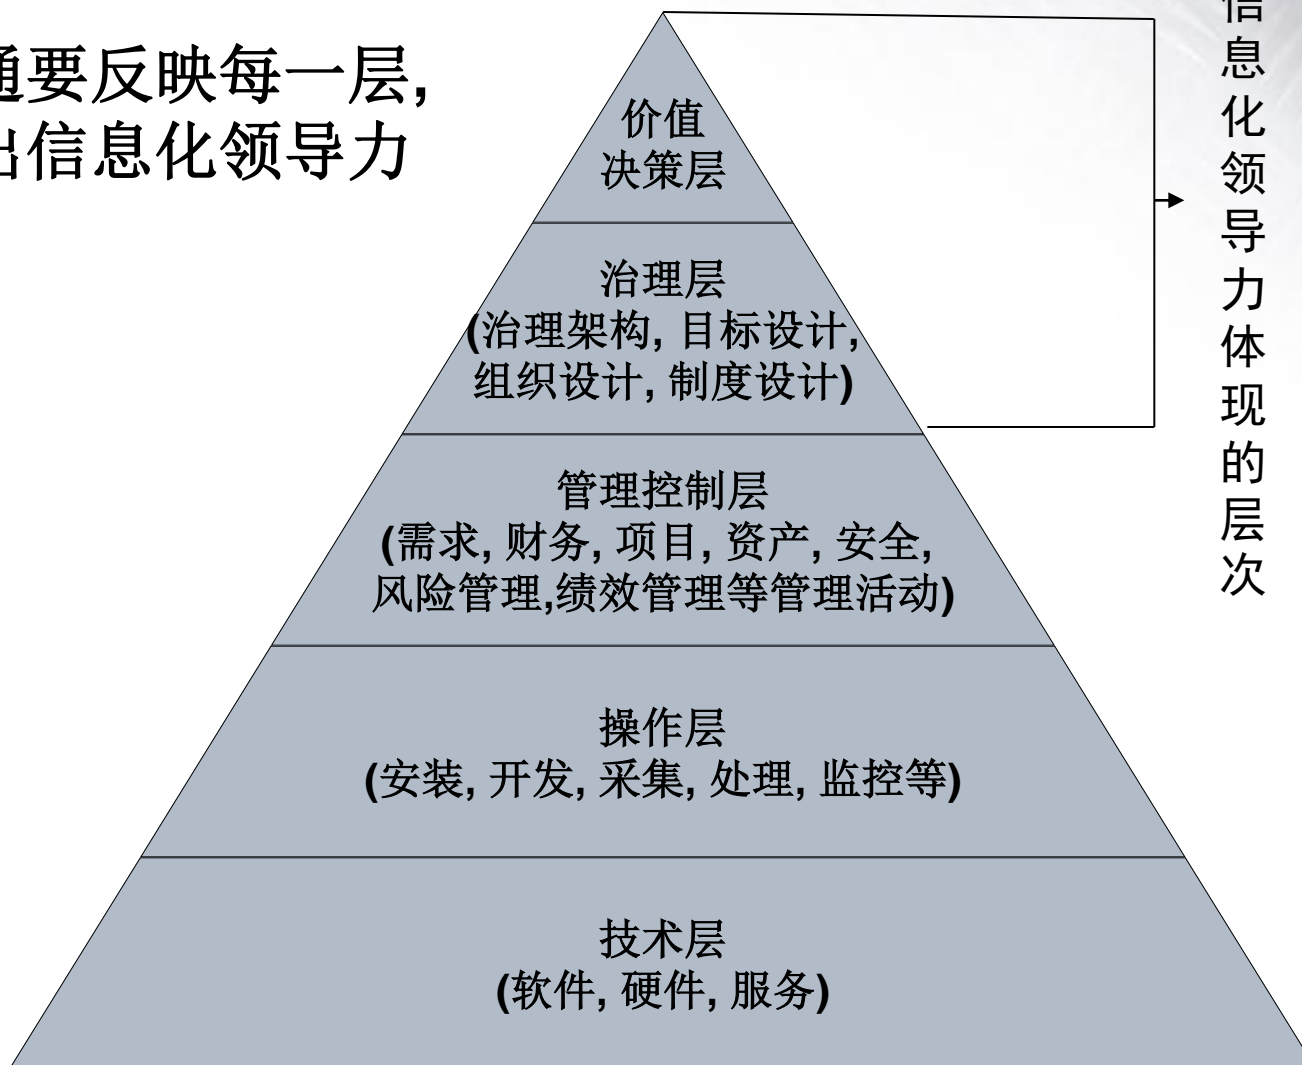 通要反映每一层,
出信息化领导力
价值
决策层
治理层
(治理架构, 目标设计,
组织设计, 制度设计)
管理控制层
(需求, 财务, 项目, 资产, 安全,
风险管理,绩效管理等管理活动)
操作层
(安装, 开发, 采集, 处理, 监控等)
技术层
(软件, 硬件, 服务)
信息化领导力体现的层次